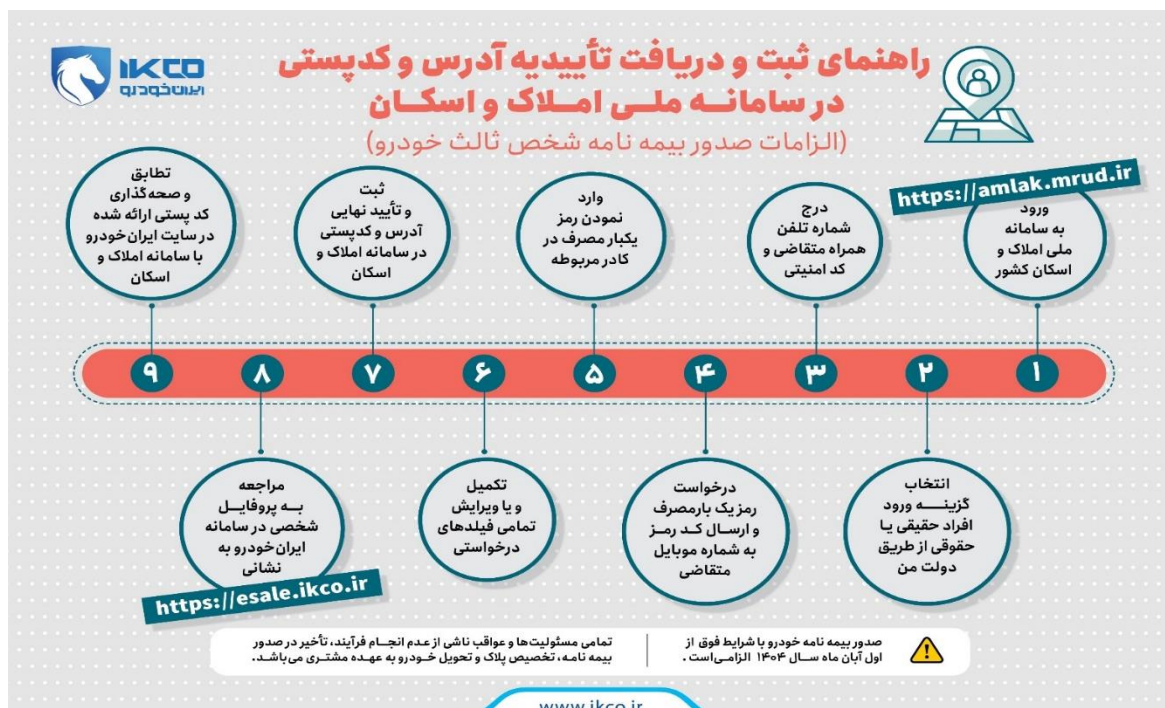 IKCO
ایران‌خودرو
راهنمای ثبت و دریافت تأییدیه آدرس و کدپستی
در سامانه ملی املاک و اسکان
(الزامات صدور بیمه نامه شخص ثالث خودرو)
https://amlak.mrud.ir
ورود
به سامانه
ملی املاک و
اسکان کشور
درج
شماره تلفن
همراه متقاضی و
کد امنیتی
وارد
نمودن رمز
یکبار مصرف در
کادر مربوطه
ثبت
و تأیید نهایی
آدرس و کدپستی
در سامانه املاک و
اسکان
تطابق
و صحه‌گذاری
کد پستی ارائه شده
در سایت ایران‌خودرو
با سامانه املاک و
اسکان
۱
۲
۳
۴
۵
۶
۷
۸
۹
انتخاب
گزینه ورود
افراد حقیقی یا
حقوقی از طریق
دولت من
درخواست
رمز یک بارمصرف
و ارسال کد رمز
به شماره موبایل
متقاضی
تکمیل
و یا ویرایش
تمامی فیلدهای
درخواستی
مراجعه
به پروفایل
شخصی در سامانه
ایران‌خودرو به
نشانی
https://esale.ikco.ir
صدور بیمه نامه خودرو با شرایط فوق از
اول آبان ماه سال ۱۴۰۴ الزامی‌است .
تمامی مسئولیت‌ها و عواقب ناشی از عدم انجام فرآیند، تأخیر در صدور
بیمه نامه، تخصیص پلاک و تحویل خودرو به عهده مشتری می‌باشد.
www.ikco.ir